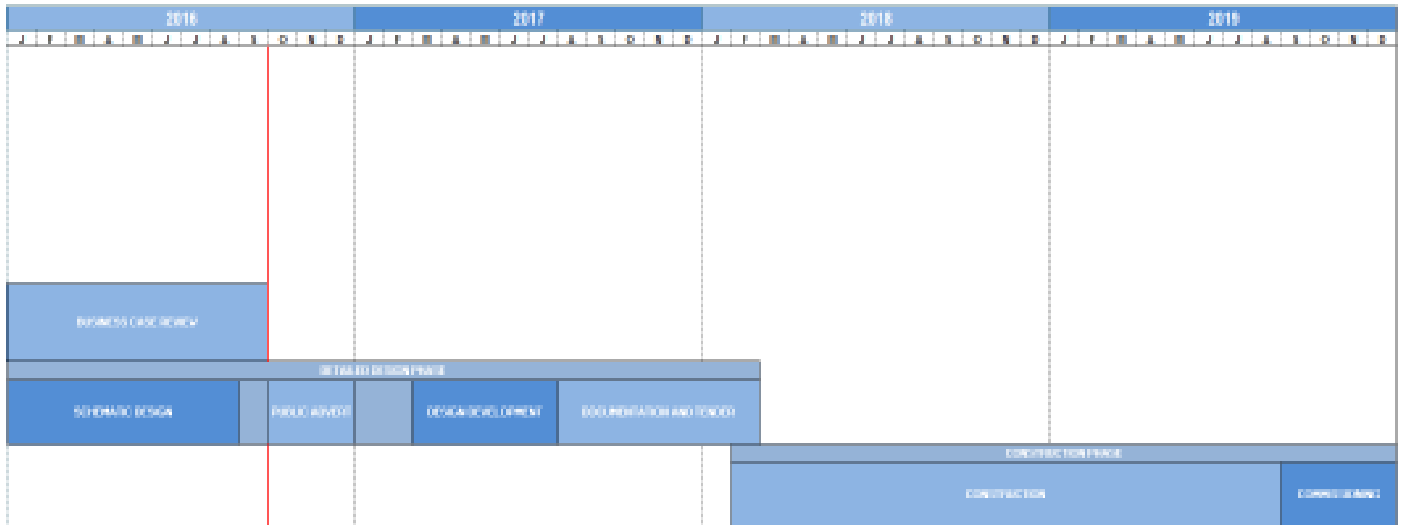 2016 2017 2018 2019
J F M A M J J A S O N D J F M A M J J A S O N D J F M A M J J A S O N D J F M A M J J A S O N D
BUSINESS CASE REVIEW
DETAILED DESIGN PHASE
SCHEMATIC DESIGN PUBLIC ADVERT DESIGN DEVELOPMENT DOCUMENTATION AND TENDER
CONSTRUCTION PHASE
CONSTRUCTION COMMISSIONING